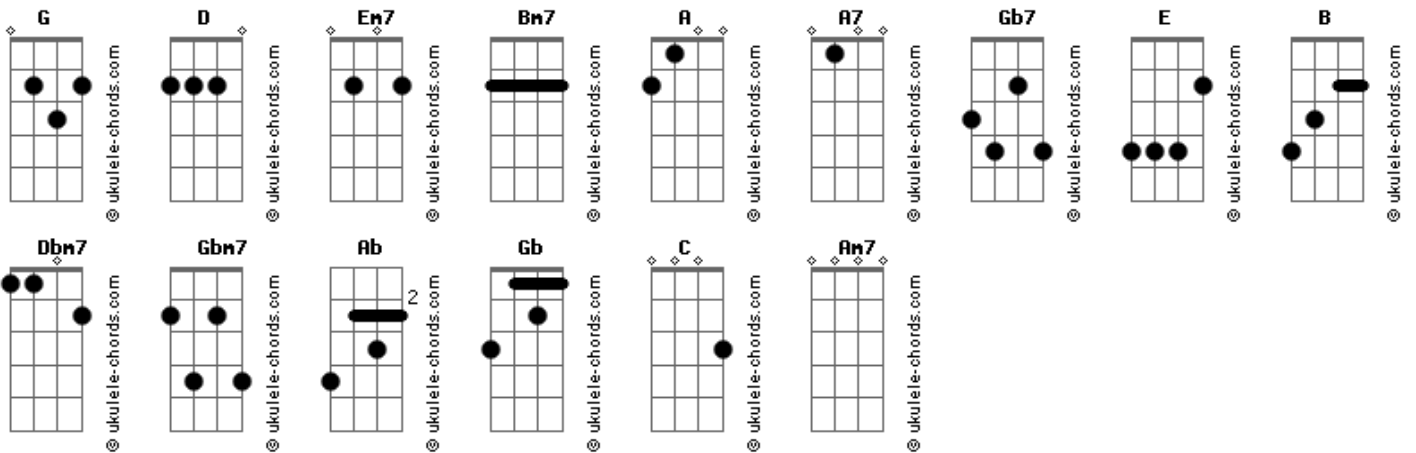 G D Em7 Bm7 A A7 Gb7 E B
© ukulele-chords.com © ukulele-chords.com © ukulele-chords.com © ukulele-chords.com © ukulele-chords.com © ukulele-chords.com © ukulele-chords.com © ukulele-chords.com © ukulele-chords.com
Dbm7 Gbm7 Ab Gb C Am7
2
© ukulele-chords.com © ukulele-chords.com © ukulele-chords.com © ukulele-chords.com © ukulele-chords.com © ukulele-chords.com